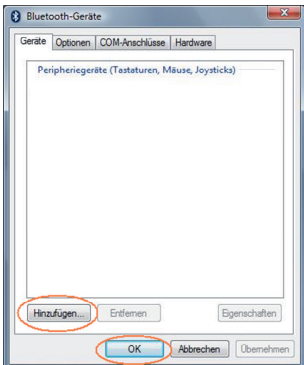 Bluetooth-Geräte
Geräte Optionen COM-Anschlüsse Hardware
Peripheriegeräte (Tastaturen, Mäuse, Joysticks)
Hinzufügen... Entfernen Eigenschaften
OK Abbrechen Übernehmen